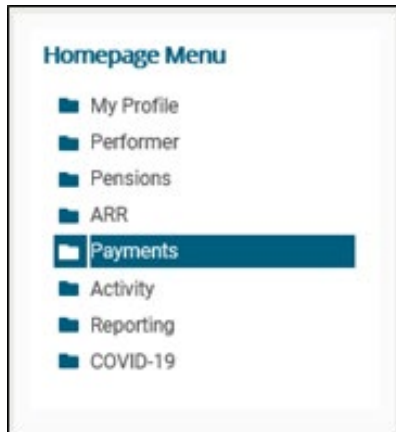 Homepage Menu
My Profile
Performer
Pensions
ARR
Payments
Activity
Reporting
COVID-19